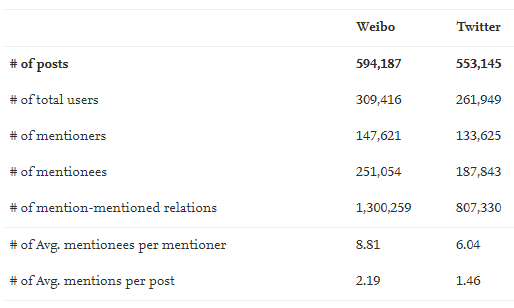 Weibo Twitter
# of posts 594,187 553,145
# of total users 309,416 261,949
# of mentioners 147,621 133,625
# of mentionees 251,054 187,843
# of mention-mentioned relations 1,300,259 807,330
# of Avg. mentionees per mentioner 8.81 6.04
# of Avg. mentions per post 2.19 1.46